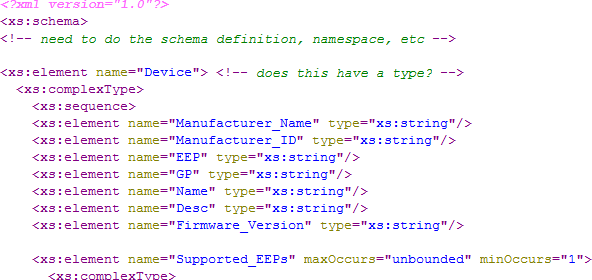 <?xml version="1.0"?>
<xs:schema>
<!-- need to do the schema definition, namespace, etc -->
<xs:element name="Device"> <!-- does this have a type? -->
<xs:complexType>
<xs:sequence>
<xs:element name="Manufacturer_Name" type="xs:string"/>
<xs:element name="Manufacturer_ID" type="xs:string"/>
<xs:element name="EEP" type="xs:string"/>
<xs:element name="GP" type="xs:string"/>
<xs:element name="Name" type="xs:string"/>
<xs:element name="Desc" type="xs:string"/>
<xs:element name="Firmware_Version" type="xs:string"/>
<xs:element name="Supported_EEPs" maxOccurs="unbounded" minOccurs="1">
<xs:complexType>